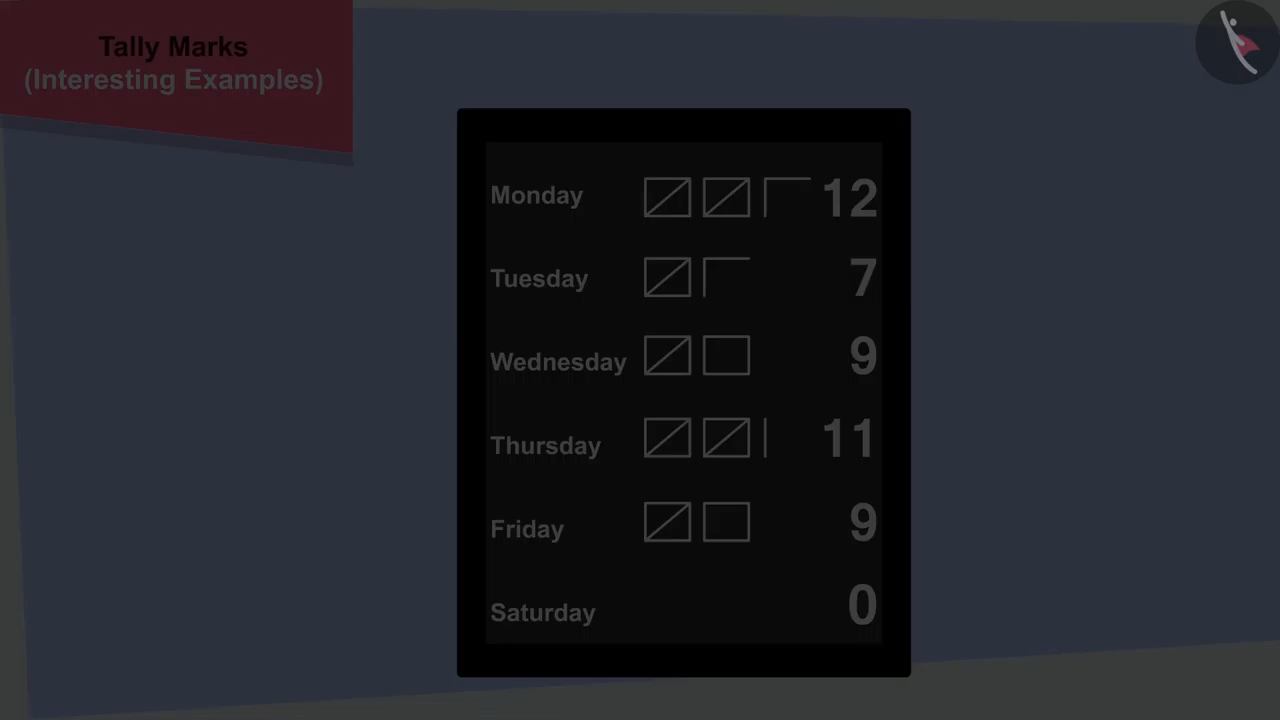 Tally Marks
(Interesting Examples)
Monday 12
Tuesday 7
Wednesday 9
Thursday 11
Friday 9
Saturday 0